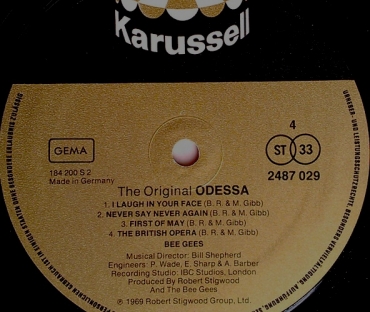 Karussell
GEMA
184 200 S 2
Made in Germany
4
ST 33
2487 029
The Original ODESSA
1. I LAUGH IN YOUR FACE (B. R. & M. Gibb)
2. NEVER SAY NEVER AGAIN (B. R. & M. Gibb)
3. FIRST OF MAY (B. R. & M. Gibb)
4. THE BRITISH OPERA (B. R. & M. Gibb)
BEE GEES
Musical Director: Bill Shepherd
Engineers: P. Wade, E. Sharp & A. Barber
Recording Studio: IBC Studios, London
Produced By Robert Stigwood
And The Bee Gees
℗ 1969 Robert Stigwood Group, Ltd.